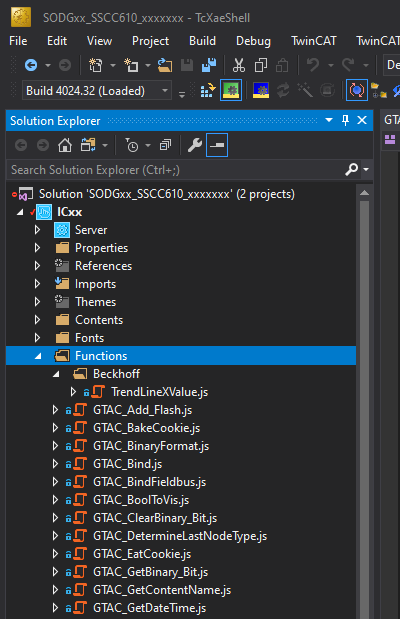 SODGxx_SSCC610_xxxxxxx - TcXaeShell
File Edit View Project Build Debug TwinCAT TwinCA
De
Build 4024.32 (Loaded)
Solution Explorer
GTA
Search Solution Explorer (Ctrl+;)
Solution 'SODGxx_SSCC610_xxxxxxx' (2 projects)
ICxx
Server
Properties
References
Imports
Themes
Contents
Fonts
Functions
Beckhoff
TrendLineXValue.js
GTAC_Add_Flash.js
GTAC_BakeCookie.js
GTAC_BinaryFormat.js
GTAC_Bind.js
GTAC_BindFieldbus.js
GTAC_BoolToVis.js
GTAC_ClearBinary_Bit.js
GTAC_DetermineLastNodeType.js
GTAC_EatCookie.js
GTAC_GetBinary_Bit.js
GTAC_GetContentName.js
GTAC_GetDateTime.js